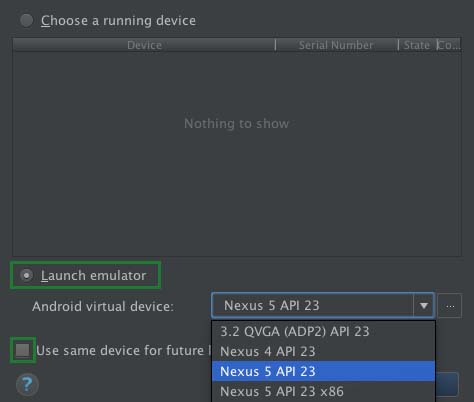 Choose a running device
Device Serial Number State Co...
Nothing to show
Launch emulator
Android virtual device: Nexus 5 API 23 ...
3.2 QVGA (ADP2) API 23
Use same device for future
Nexus 4 API 23
Nexus 5 API 23
Nexus 5 API 23 x86
?